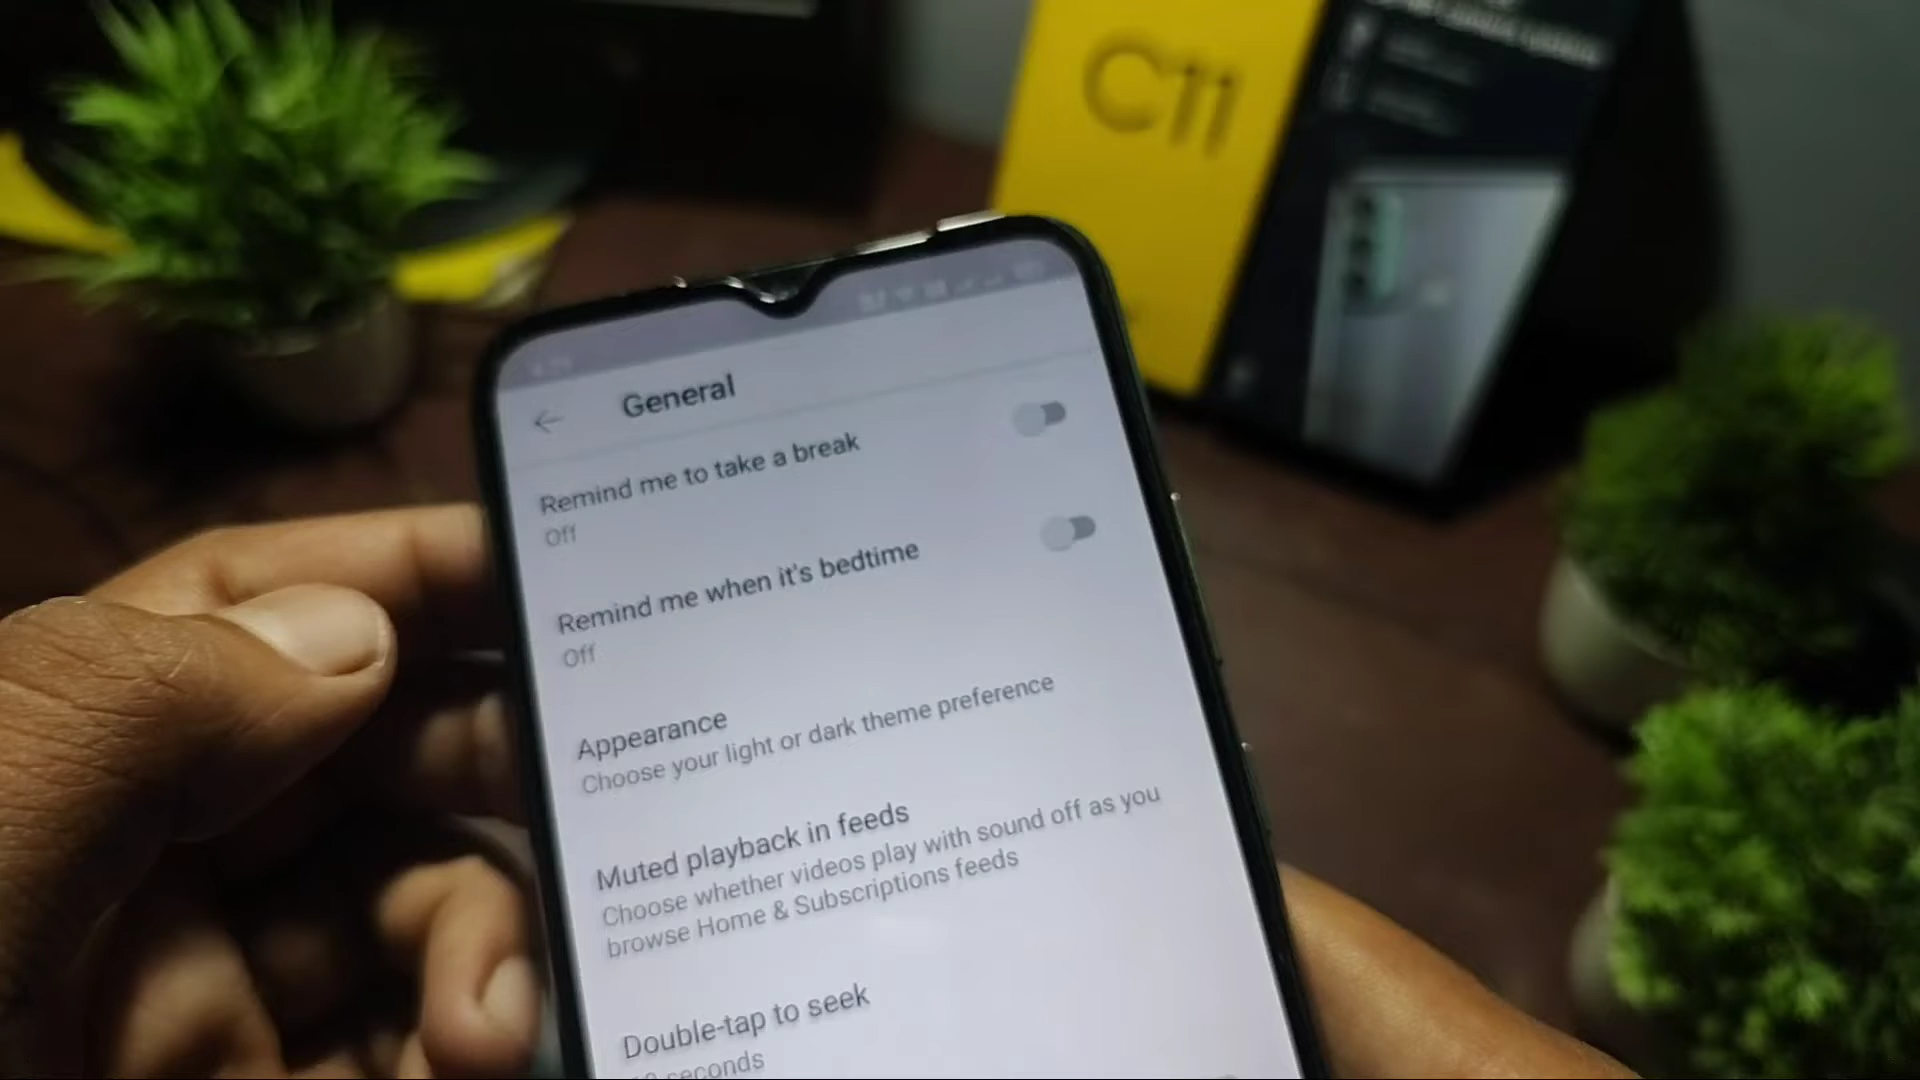 C11
General
Remind me to take a break
Off
Remind me when it's bedtime
Off
Appearance
Choose your light or dark theme preference
Muted playback in feeds
Choose whether videos play with sound off as you
browse Home & Subscriptions feeds
Double-tap to seek
seconds